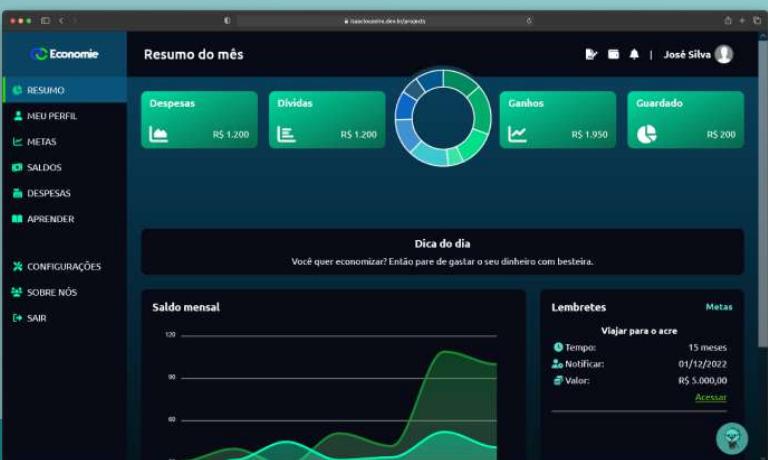 Economie
Resumo do mês
José Silva
RESUMO
MEU PERFIL
METAS
SALDOS
DESPESAS
APRENDER
CONFIGURAÇÕES
SOBRE NÓS
SAIR
Despesas
R$ 1.200
Dívidas
R$ 1.200
Ganhos
R$ 1.950
Guardado
R$ 200
Dica do dia
Você quer economizar? Então pare de gastar o seu dinheiro com besteira.
Saldo mensal
120
90
60
Lembretes Metas
Viajar para o acre
Tempo: 15 meses
Notificar: 01/12/2022
Valor: R$ 5.000,00
Acessar